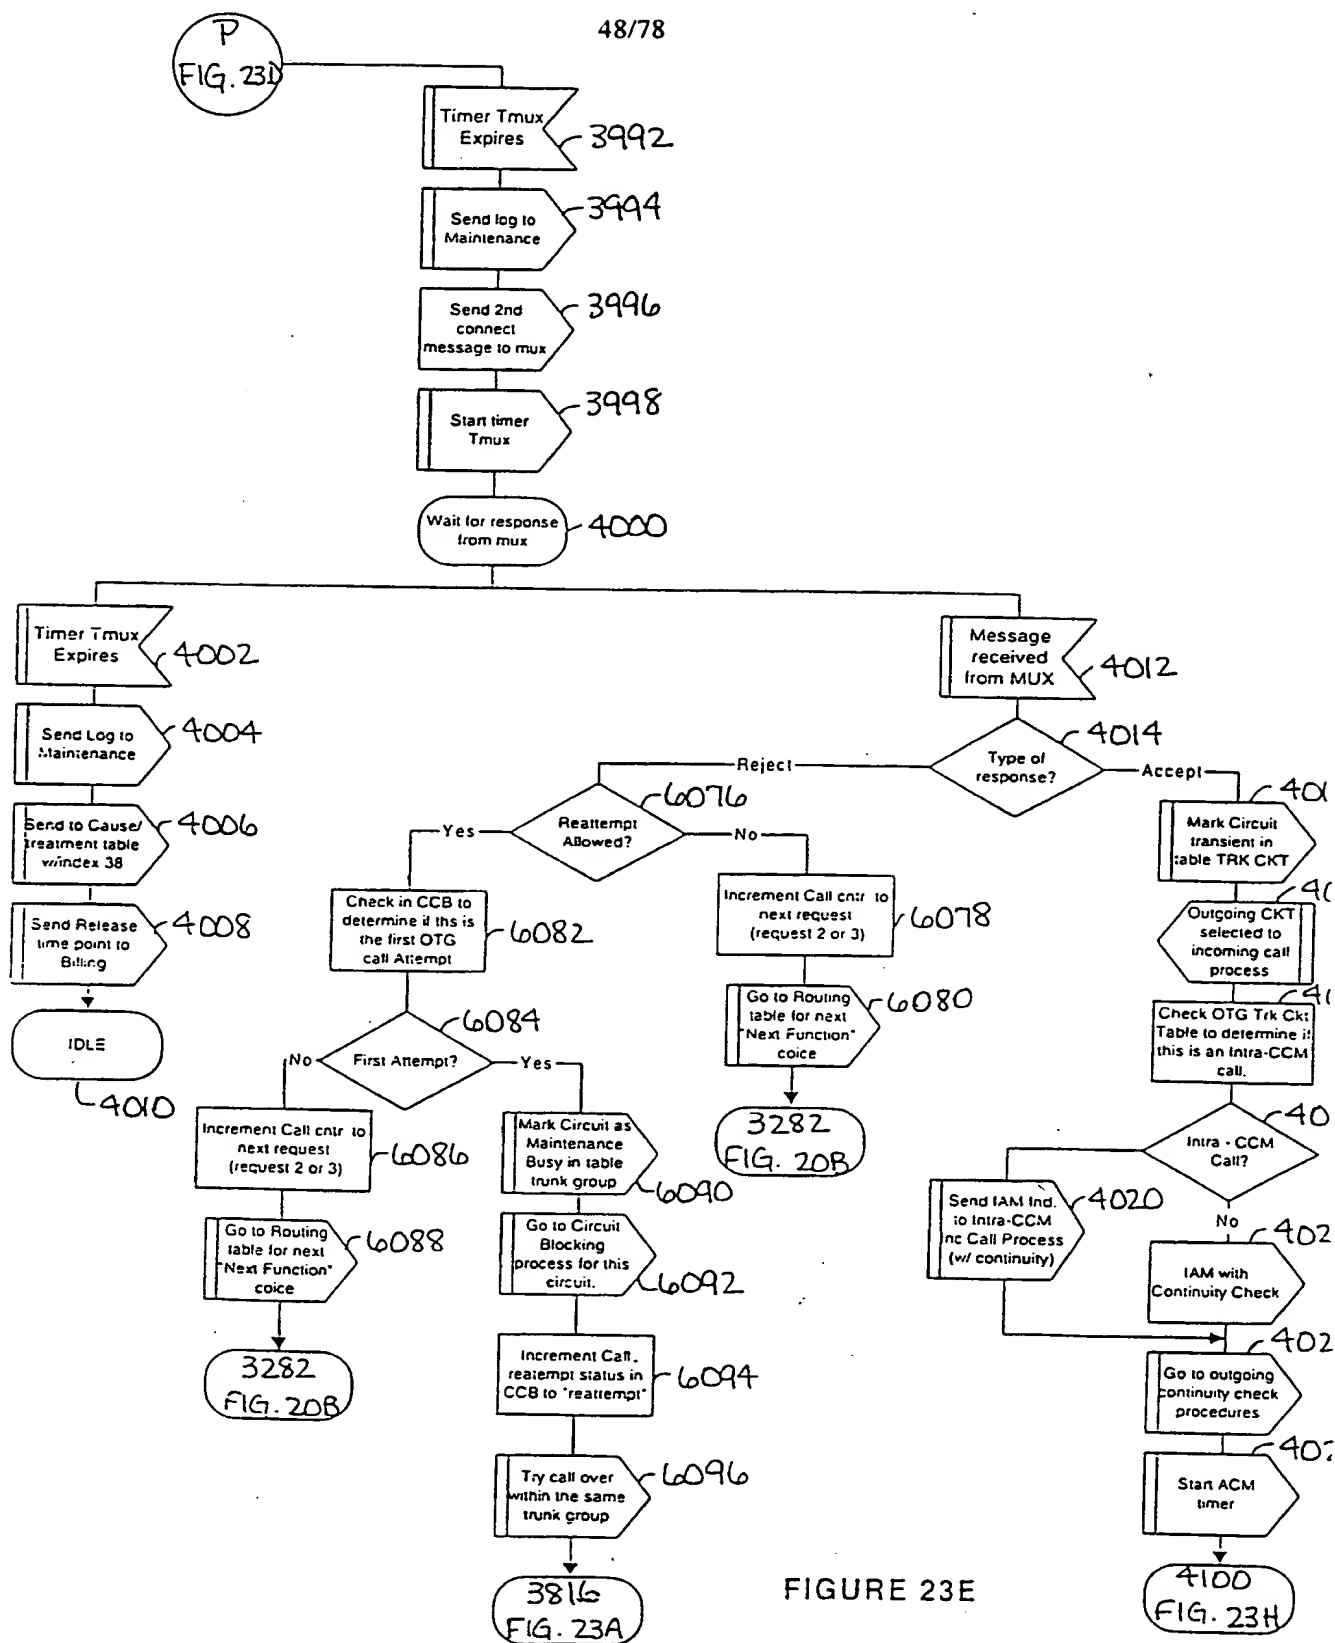 48/78
P
FIG. 23D
Timer Tmux
Expires
3992
Send log to
Maintenance
3994
Send 2nd
connect
message to mux
3996
Start timer
Tmux
3998
Wait for response
from mux
4000
Timer Tmux
Expires
4002
Send Log to
Maintenance
4004
Send to Cause/
treatment table
w/index 38
4006
Send Release
time point to
Billing
4008
IDLE
4010
Message
received
from MUX
4012
Type of
response?
4014
Reject
Accept
Reattempt
Allowed?
6076
Yes
No
Check in CCB to
determine if ths is
the first OTG
call Attempt
6082
First Attempt?
6084
No
Yes
Increment Call cntr to
next request
(request 2 or 3)
6086
Go to Routing
table for next
"Next Function"
coice
6088
3282
FIG. 20B
Mark Circuit as
Maintenance
Busy in table
trunk group
6090
Go to Circuit
Blocking
process for this
circuit.
6092
Increment Call
reatempt status in
CCB to "reattempt"
6094
Try call over
within the same
trunk group
6096
3816
FIG. 23A
Increment Call cntr to
next request
(request 2 or 3)
6078
Go to Routing
table for next
"Next Function"
coice
6080
3282
FIG. 20B
Mark Circuit
transient in
table TRK CKT
Outgoing CKT
selected to
incoming call
process
Check OTG Trk Ckt
Table to determine if
this is an Intra-CCM
call.
Intra - CCM
Call?
No
Send IAM Ind.
to Intra-CCM
nc Call Process
(w/ continuity)
4020
IAM with
Continuity Check
Go to outgoing
continuity check
procedures
Start ACM
timer
4100
FIG. 23H
FIGURE 23E